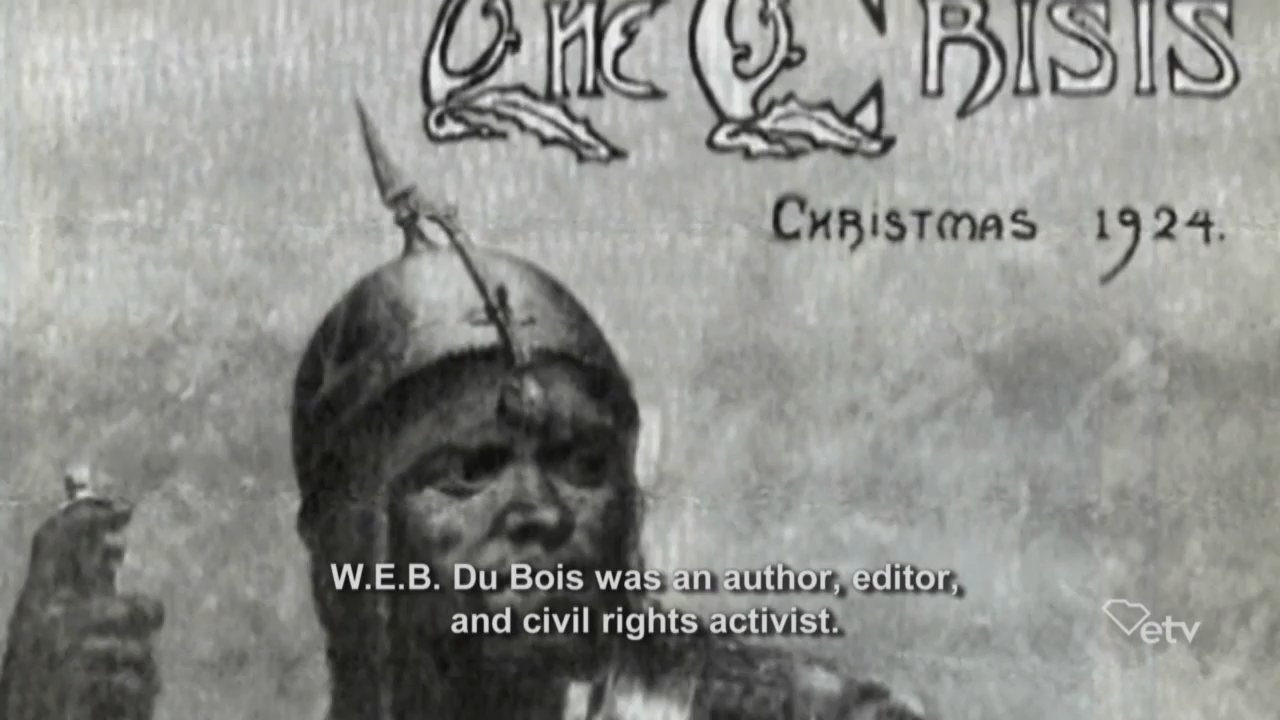 THE CRISIS
CHRISTMAS 1924.
W.E.B. Du Bois was an author, editor,
and civil rights activist.
etv